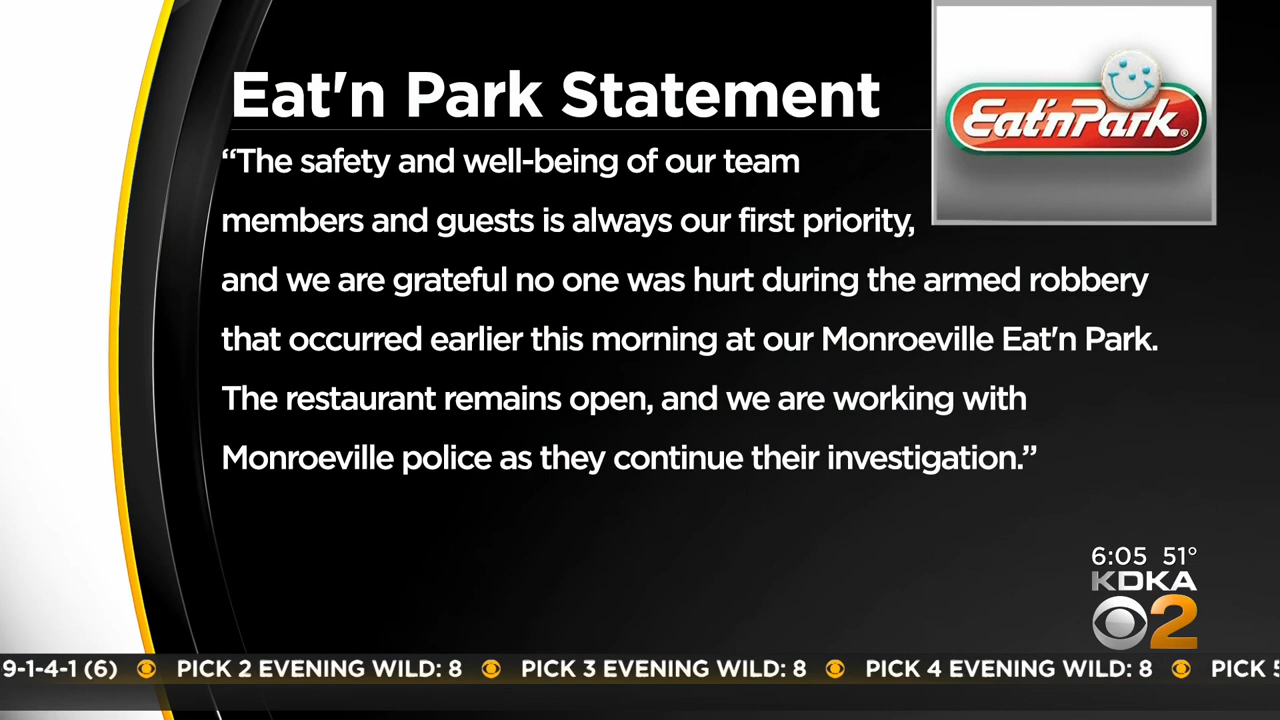 Eat'n Park Statement
Eat'nPark®
“The safety and well-being of our team
members and guests is always our first priority,
and we are grateful no one was hurt during the armed robbery
that occurred earlier this morning at our Monroeville Eat'n Park.
The restaurant remains open, and we are working with
Monroeville police as they continue their investigation.”
6:05 51°
KDKA
2
9-1-4-1 (6) PICK 2 EVENING WILD: 8 PICK 3 EVENING WILD: 8 PICK 4 EVENING WILD: 8 PICK 5